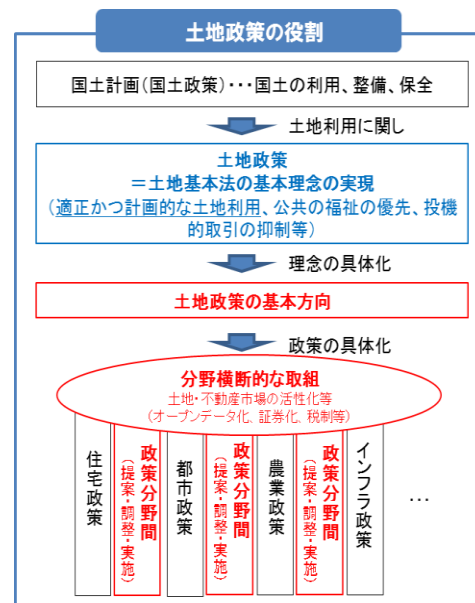 土地政策の役割
国土計画(国土政策)・・・国土の利用、整備、保全
土地利用に関し
土地政策
＝土地基本法の基本理念の実現
（適正かつ計画的な土地利用、公共の福祉の優先、投機
的取引の抑制等）
理念の具体化
土地政策の基本方向
政策の具体化
分野横断的な取組
土地・不動産市場の活性化等
（オープンデータ化、証券化、税制等）
住宅政策
政策分野間
（提案・調整・実施）
都市政策
政策分野間
（提案・調整・実施）
農業政策
政策分野間
（提案・調整・実施）
インフラ政策
・・・